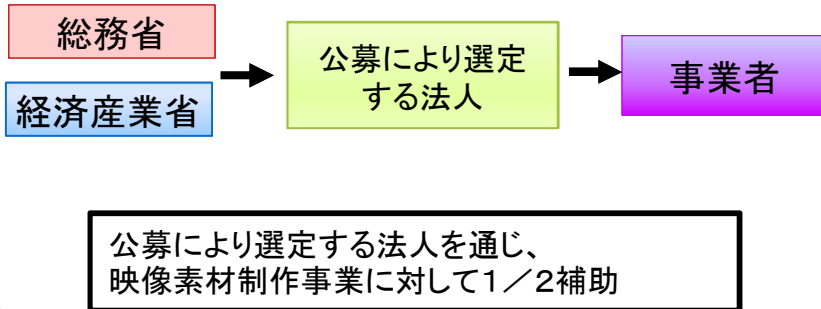 総務省
経済産業省
公募により選定
する法人
事業者
公募により選定する法人を通じ、
映像素材制作事業に対して１／２補助